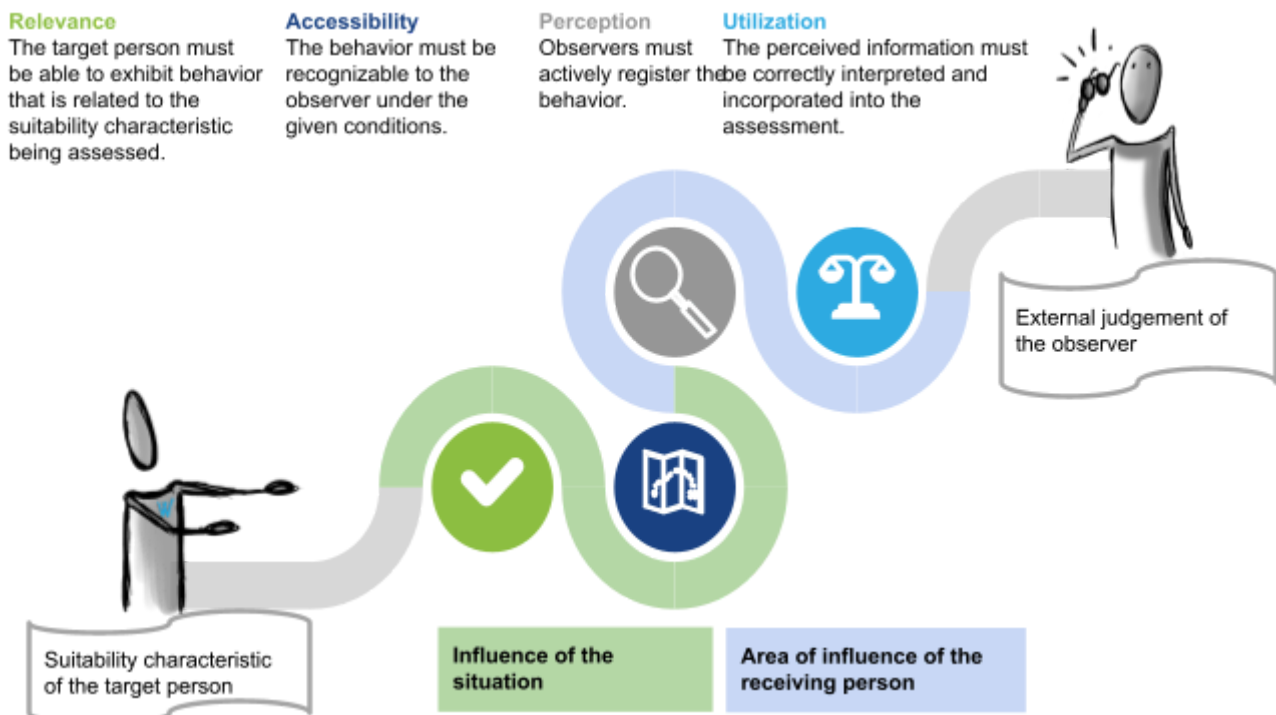 Relevance
The target person must
be able to exhibit behavior
that is related to the
suitability characteristic
being assessed.
Accessibility
The behavior must be
recognizable to the
observer under the
given conditions.
Perception
Observers must
actively register the
behavior.
Utilization
The perceived information must
be correctly interpreted and
incorporated into the
assessment.
External judgement of
the observer
Suitability characteristic
of the target person
Influence of the
situation
Area of influence of the
receiving person